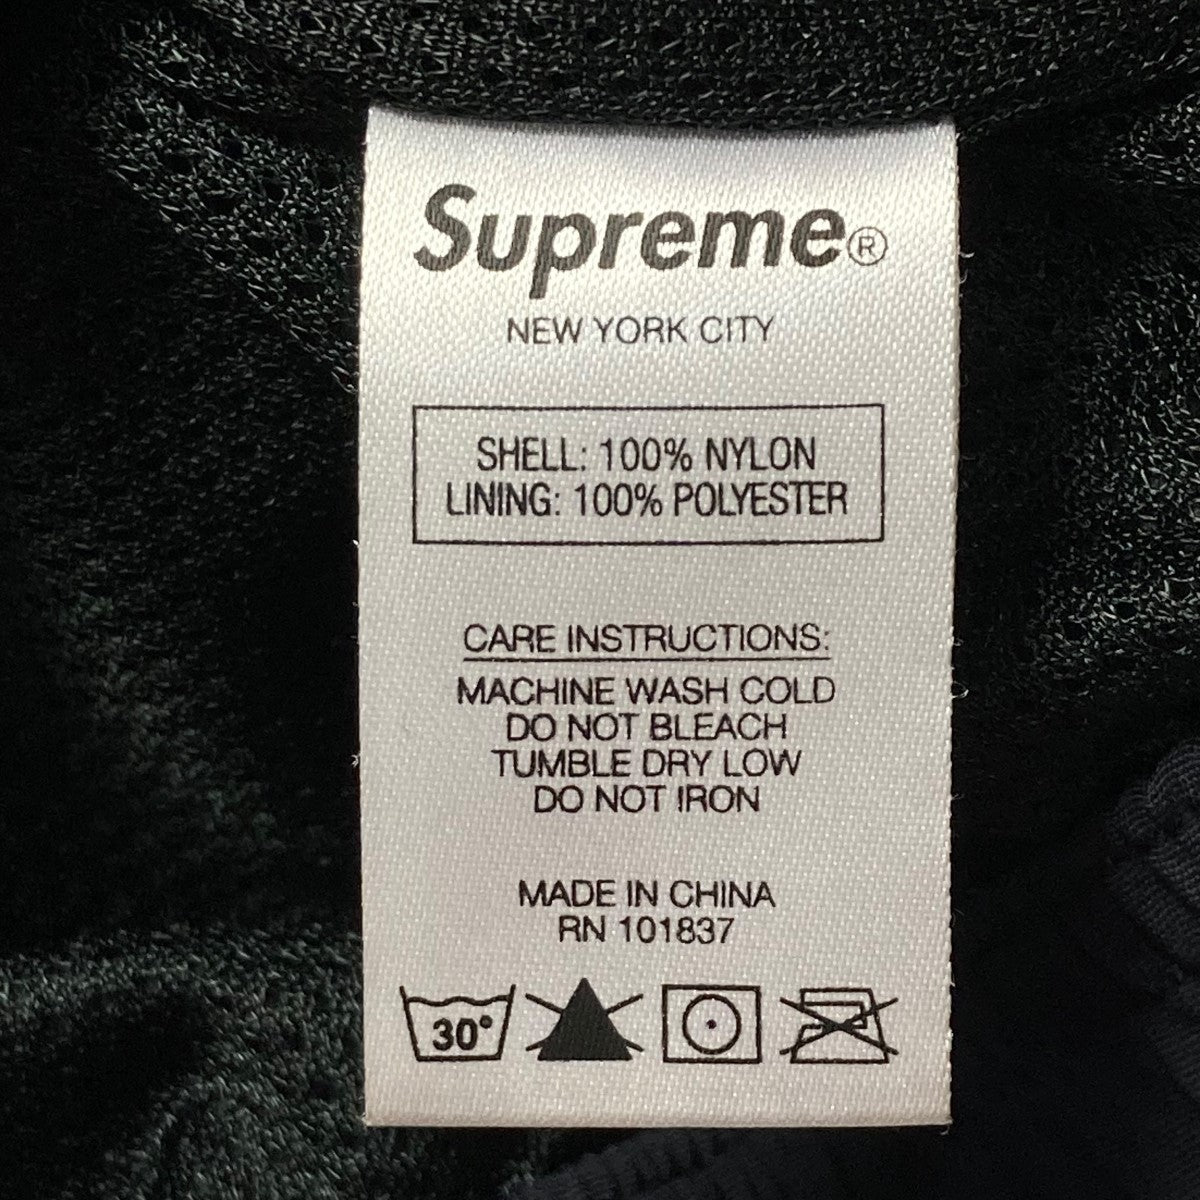 Supreme®
NEW YORK CITY
SHELL: 100% NYLON
LINING: 100% POLYESTER
CARE INSTRUCTIONS:
MACHINE WASH COLD
DO NOT BLEACH
TUMBLE DRY LOW
DO NOT IRON
MADE IN CHINA
RN 101837
30°